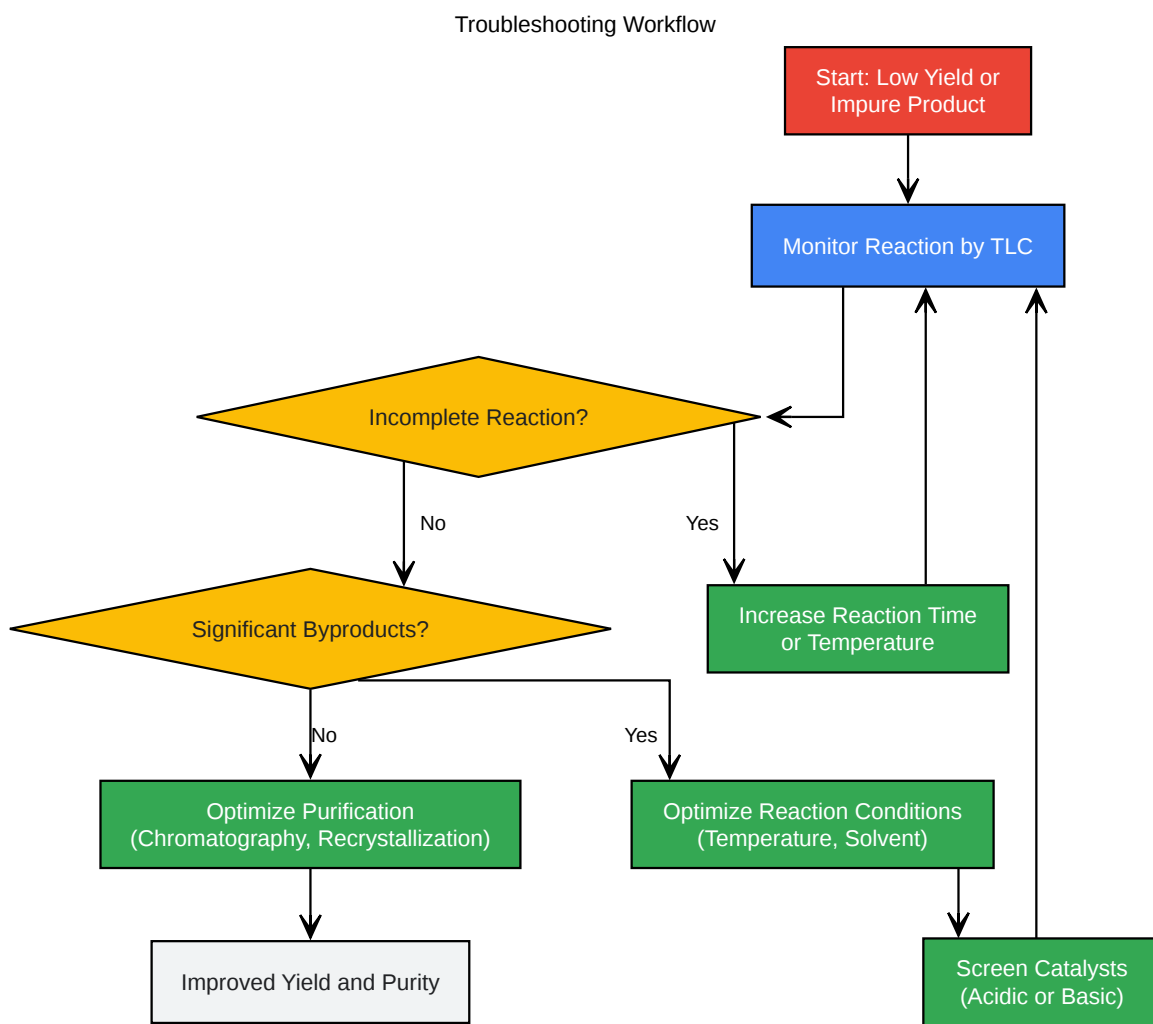 Troubleshooting Workflow
Start: Low Yield or
Impure Product
Monitor Reaction by TLC
Incomplete Reaction?
No
Yes
Significant Byproducts?
Increase Reaction Time
or Temperature
No
Yes
Optimize Purification
(Chromatography, Recrystallization)
Optimize Reaction Conditions
(Temperature, Solvent)
Improved Yield and Purity
Screen Catalysts
(Acidic or Basic)